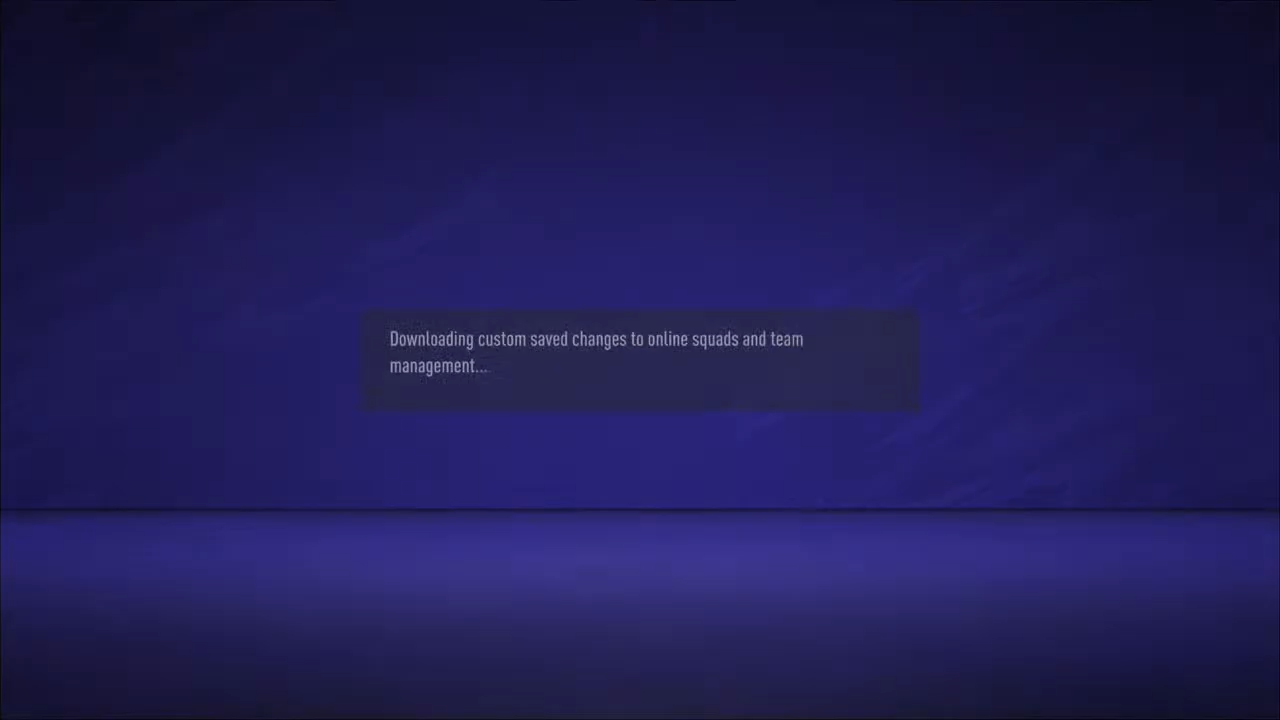 Downloading custom saved changes to online squads and team
management...